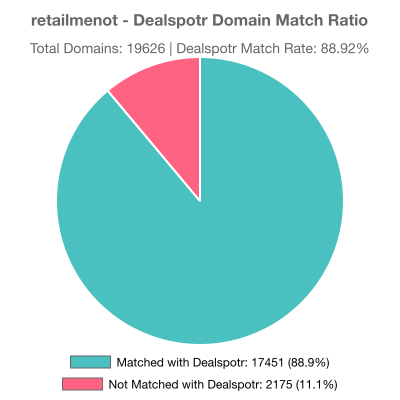 retailmenot - Dealspotr Domain Match Ratio
Total Domains: 19626 | Dealspotr Match Rate: 88.92%
Matched with Dealspotr: 17451 (88.9%)
Not Matched with Dealspotr: 2175 (11.1%)